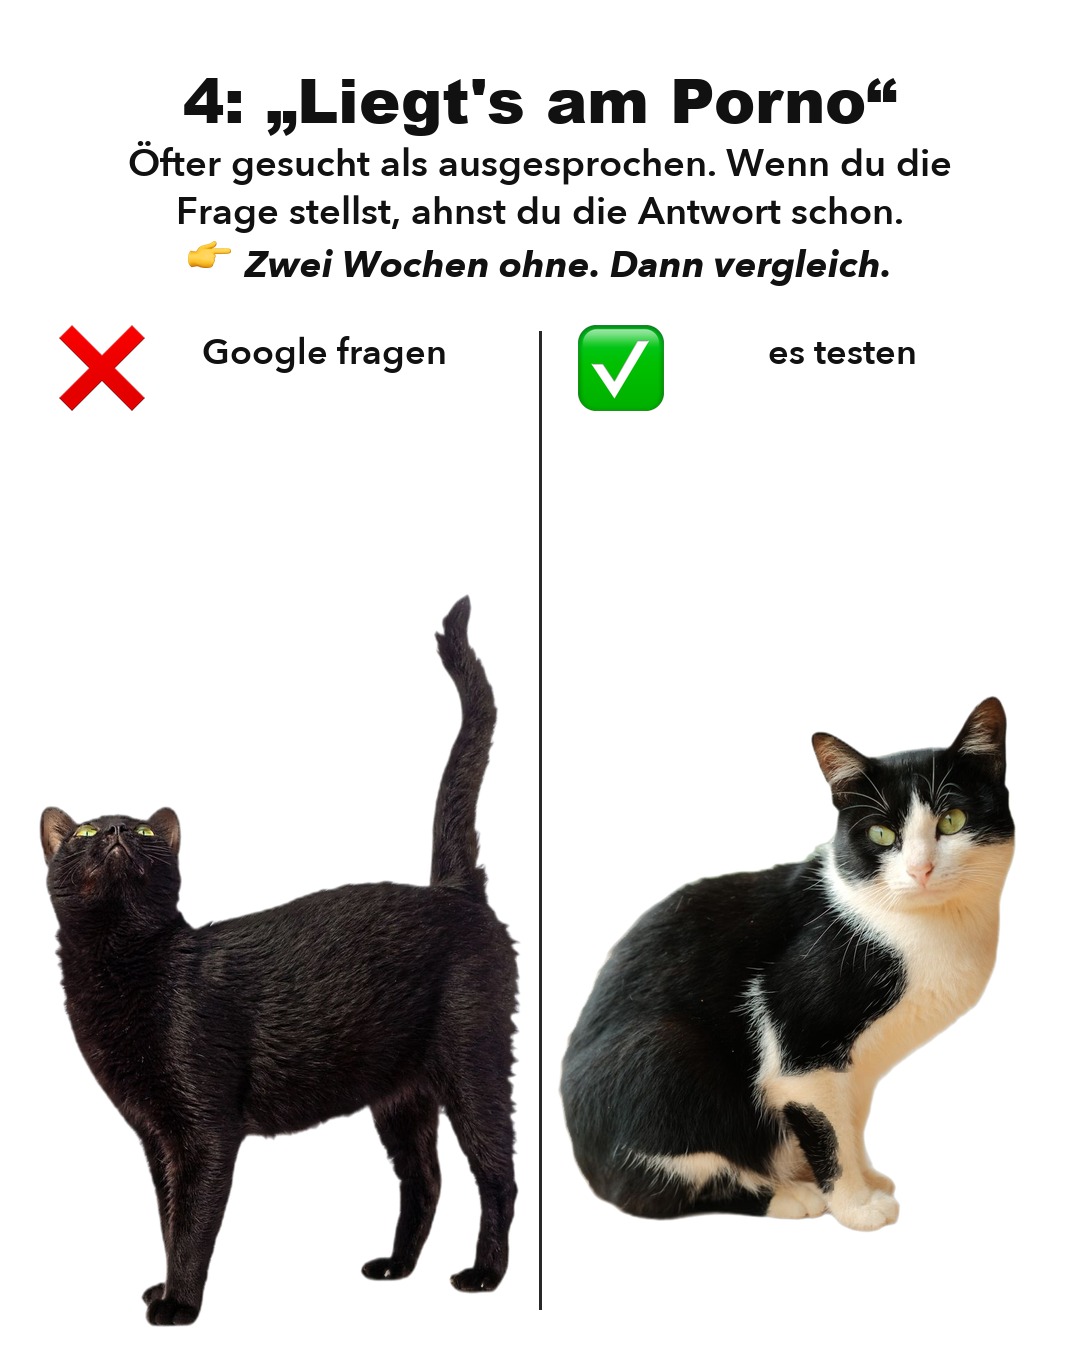 4: „Liegt's am Porno“
Öfter gesucht als ausgesprochen. Wenn du die
Frage stellst, ahnst du die Antwort schon.
👉 Zwei Wochen ohne. Dann vergleich.
❌ Google fragen
✅ es testen